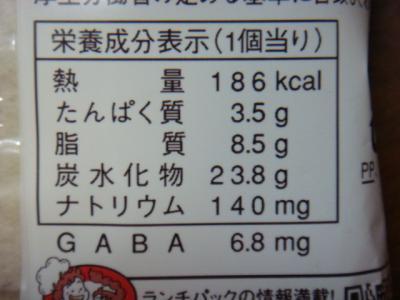 栄養成分表示(1個当り)
熱量 186 kcal
たんぱく質 3.5 g
脂質 8.5 g
炭水化物 23.8 g
ナトリウム 140 mg
GABA 6.8 mg
PP
ランチパックの情報満載!